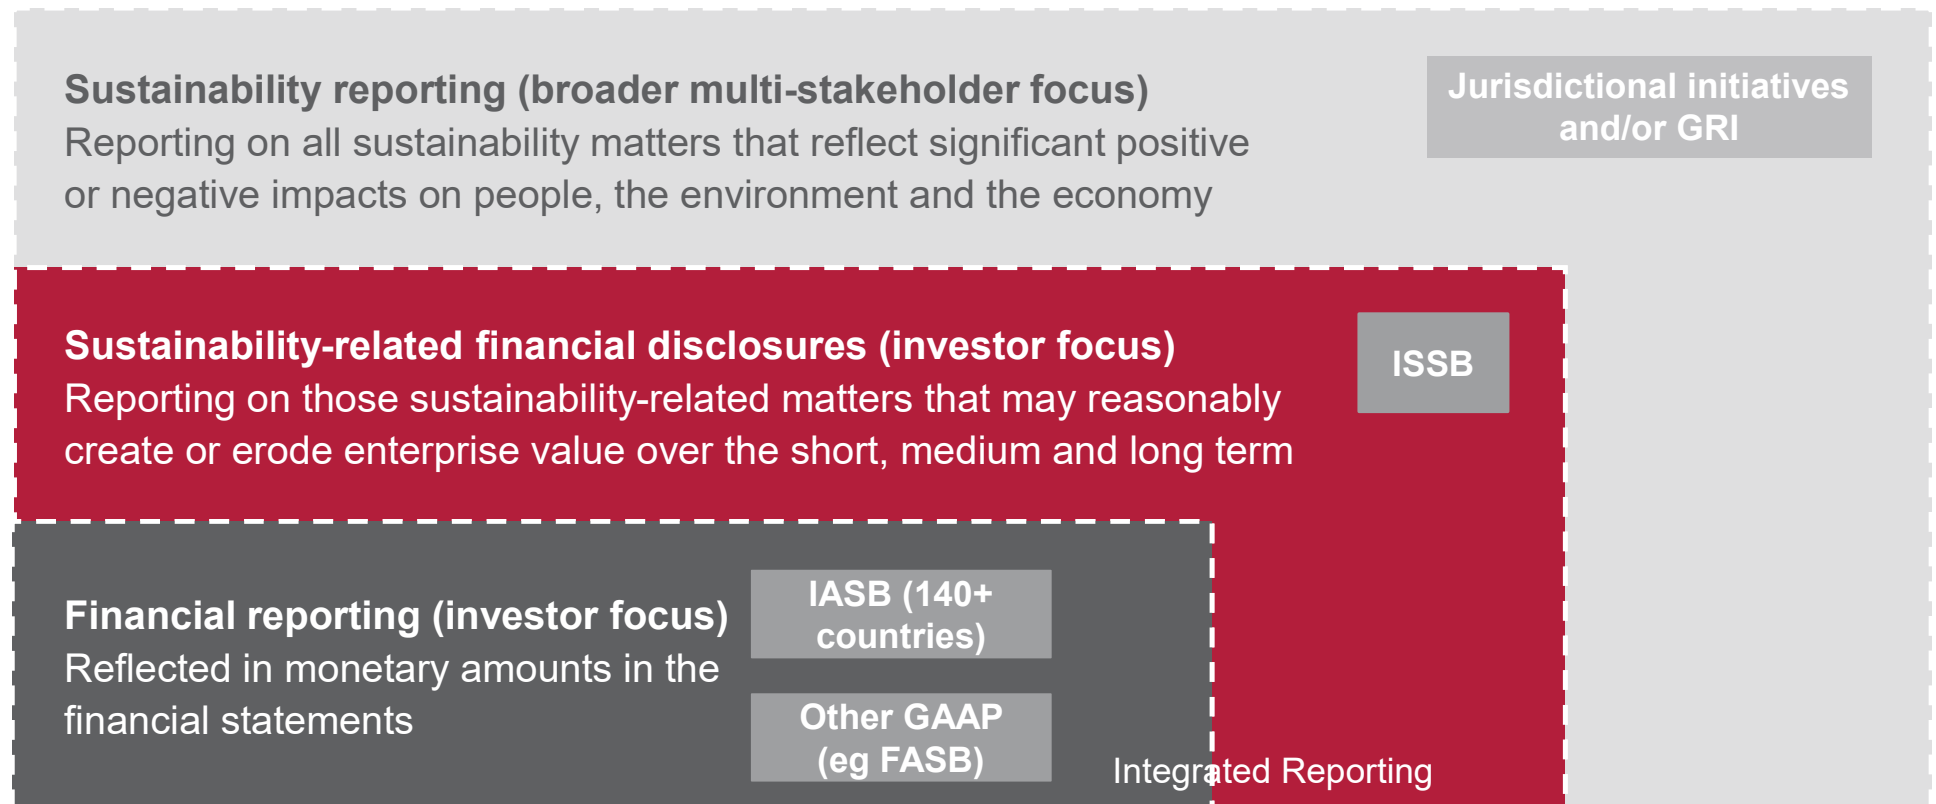 Sustainability reporting (broader multi-stakeholder focus)
Reporting on all sustainability matters that reflect significant positive
or negative impacts on people, the environment and the economy
Jurisdictional initiatives
and/or GRI
Sustainability-related financial disclosures (investor focus)
Reporting on those sustainability-related matters that may reasonably
create or erode enterprise value over the short, medium and long term
ISSB
Financial reporting (investor focus)
Reflected in monetary amounts in the
financial statements
IASB (140+
countries)
Other GAAP
(eg FASB)
Integrated Reporting